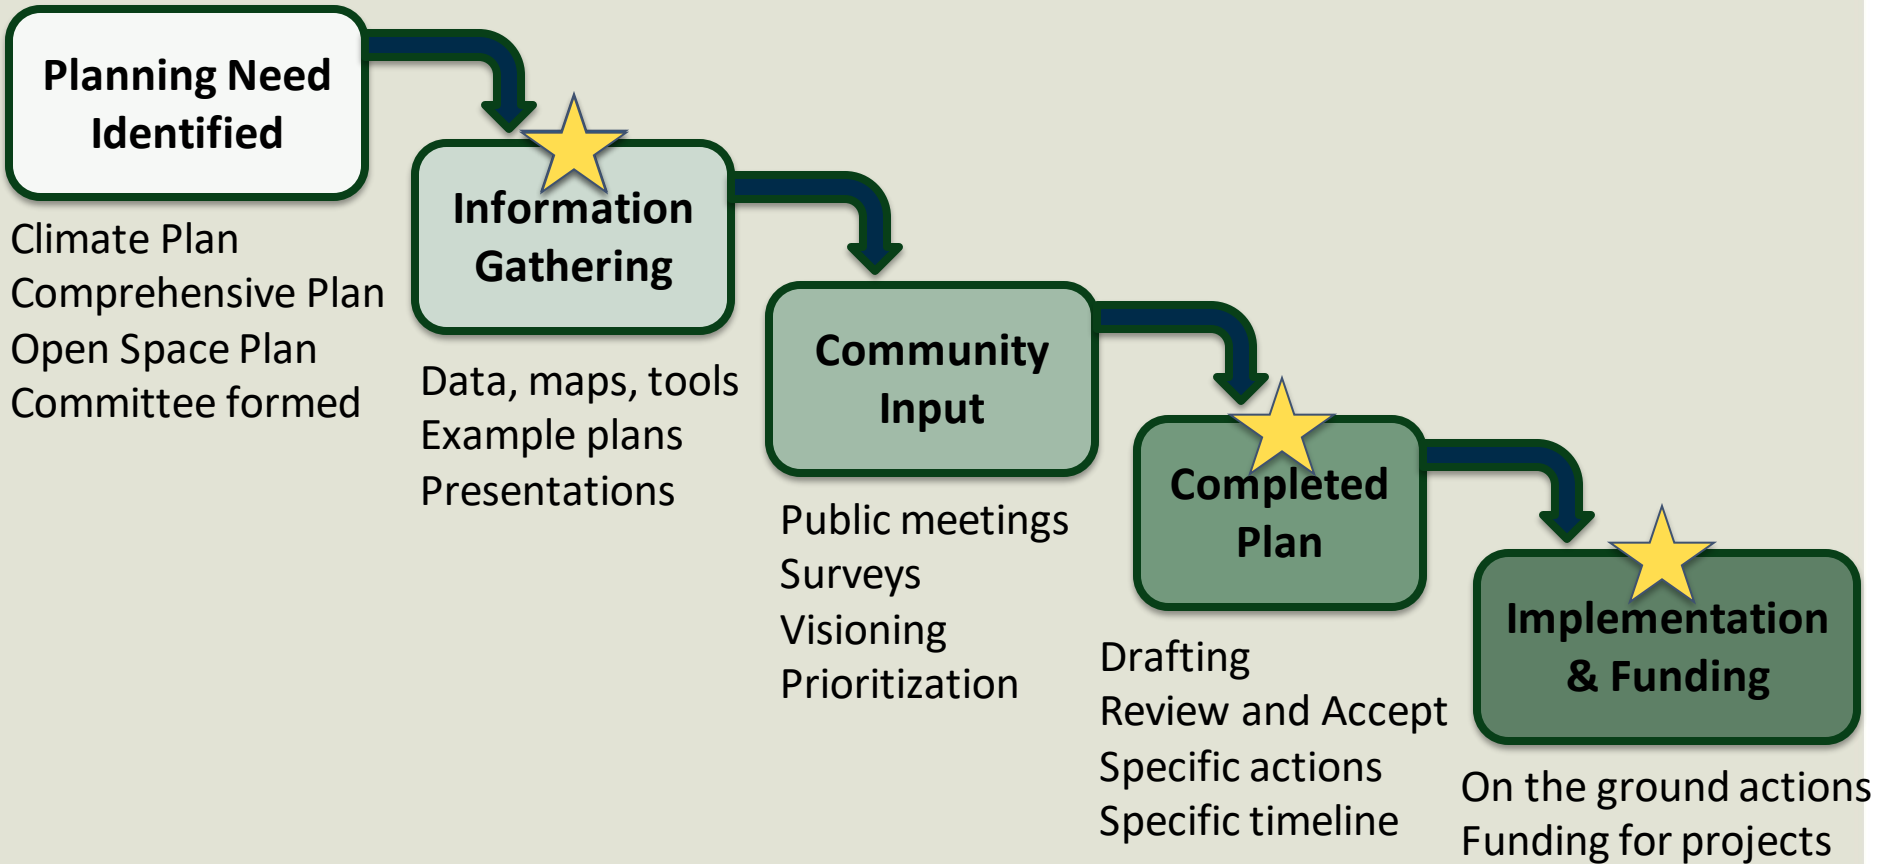 Planning Need
Identified
Climate Plan
Comprehensive Plan
Open Space Plan
Committee formed
Information
Gathering
Data, maps, tools
Example plans
Presentations
Community
Input
Public meetings
Surveys
Visioning
Prioritization
Completed
Plan
Drafting
Review and Accept
Specific actions
Specific timeline
Implementation
& Funding
On the ground actions
Funding for projects